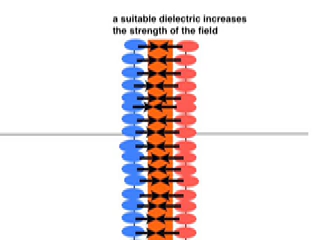 a suitable dielectric increases
the strength of the field